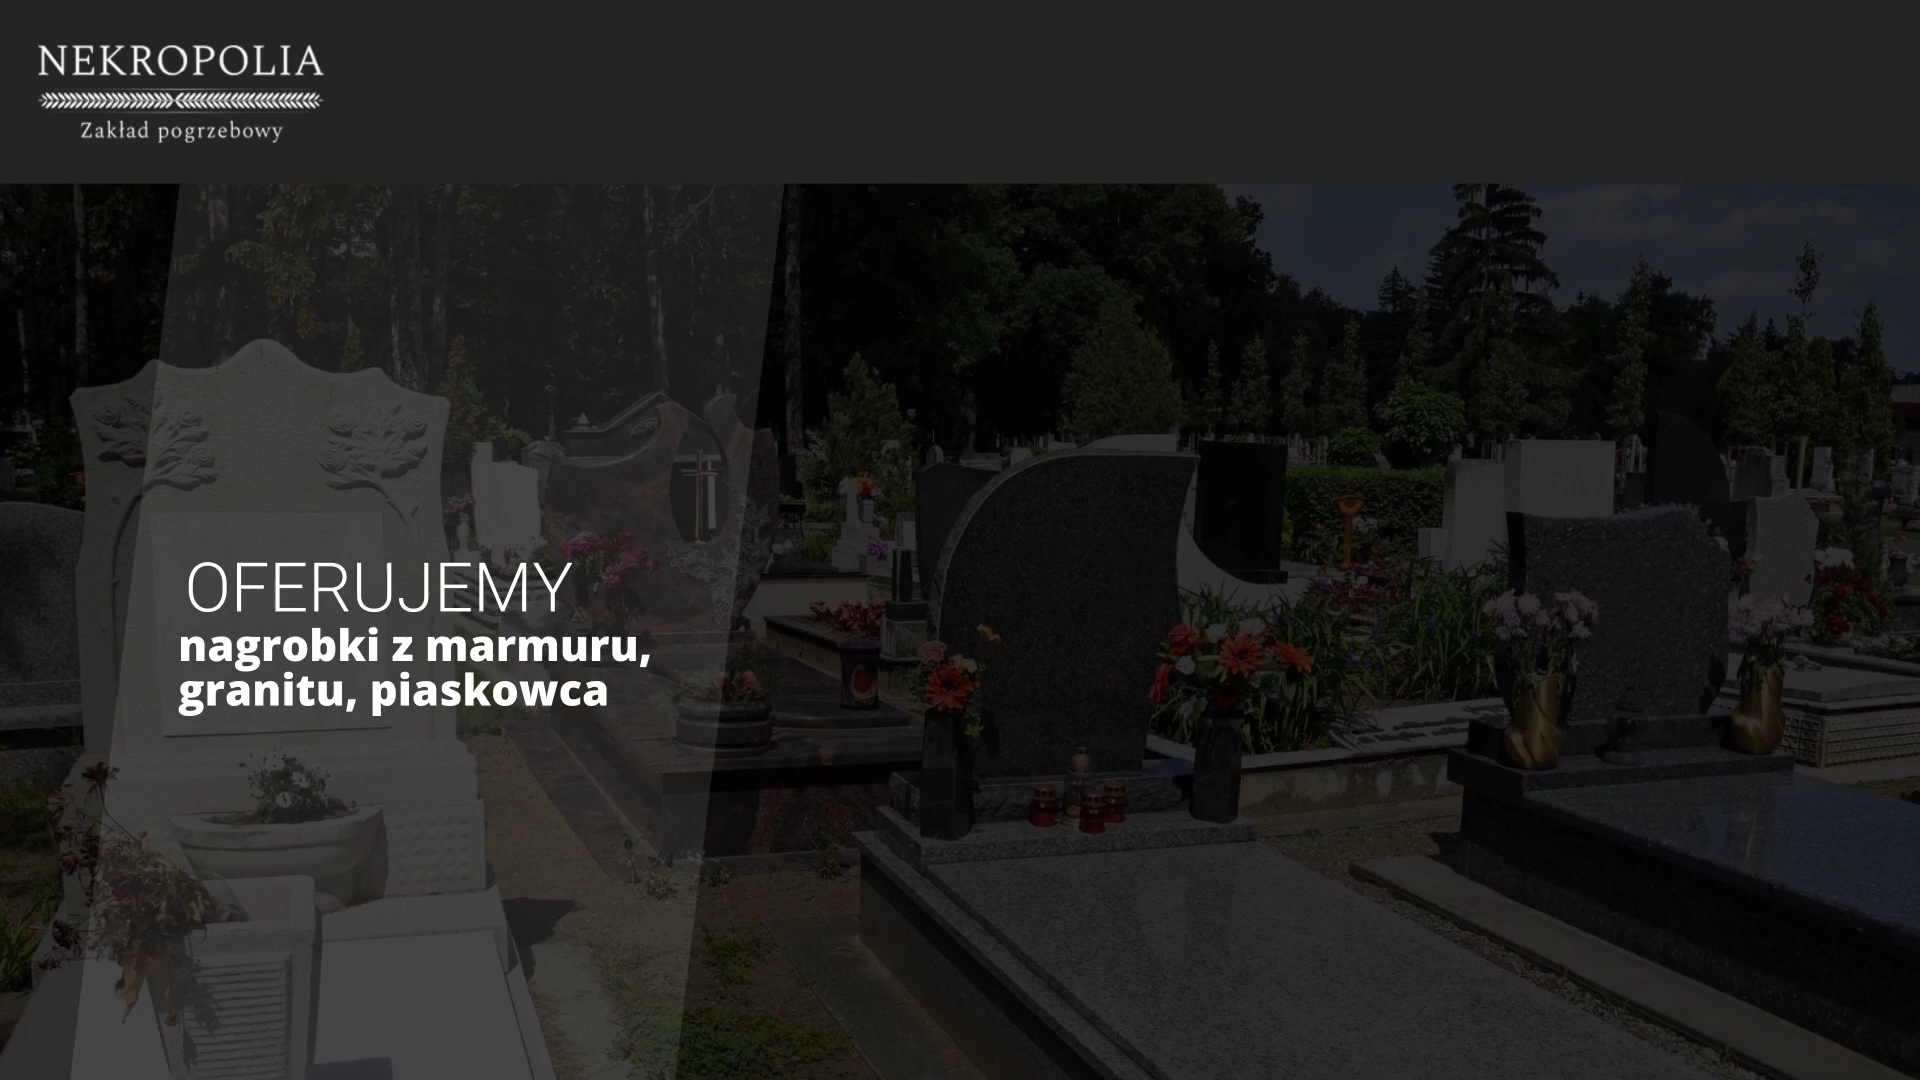 NEKROPOLIA
Zakład pogrzebowy
OFERUJEMY
nagrobki z marmuru,
granitu, piaskowca